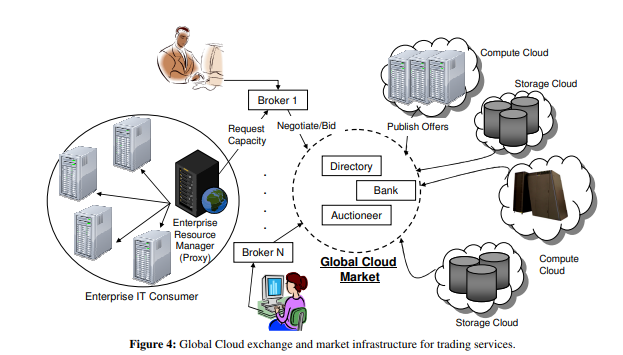 Compute Cloud
Storage Cloud
Broker 1
Request
Capacity
Negotiate/Bid
Publish Offers
Directory
Bank
Auctioneer
Enterprise
Resource
Manager
(Proxy)
Broker N
Global Cloud
Market
Compute
Cloud
Enterprise IT Consumer
Storage Cloud
Figure 4: Global Cloud exchange and market infrastructure for trading services.